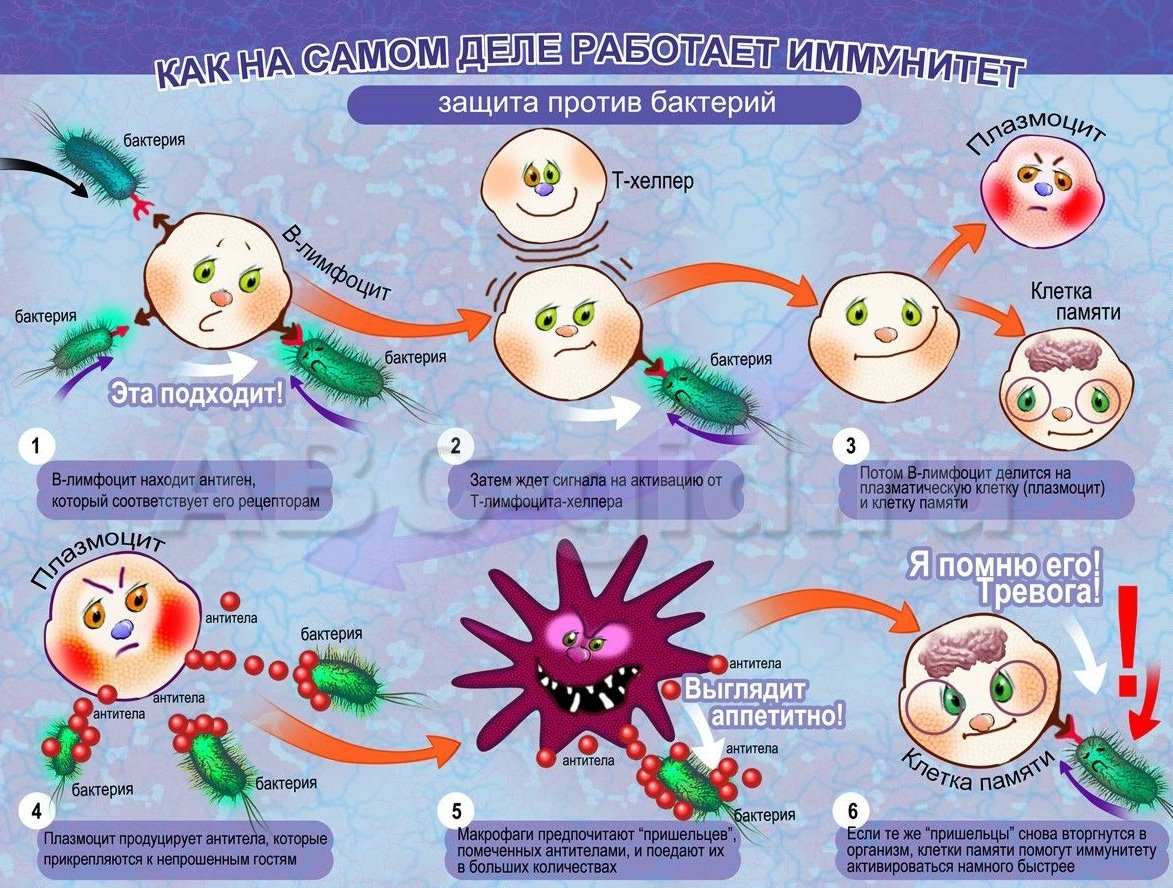 КАК НА САМОМ ДЕЛЕ РАБОТАЕТ ИММУНИТЕТ
защита против бактерий
бактерия
В-лимфоцит
бактерия
бактерия
Эта подходит!
1
В-лимфоцит находит антиген,
который соответствует его рецепторам
Т-хелпер
бактерия
2
Затем ждет сигнала на активацию от
Т-лимфоцита-хелпера
Плазмоцит
Клетка
памяти
3
Потом В-лимфоцит делится на
плазматическую клетку (плазмоцит)
и клетку памяти
ABC-gid.ru
Плазмоцит
антитела
бактерия
антитела
антитела
бактерия
бактерия
4
Плазмоцит продуцирует антитела, которые
прикрепляются к непрошенным гостям
антитела
Выглядит
аппетитно!
антитела
антитела
бактерия
5
Макрофаги предпочитают "пришельцев",
помеченных антителами, и поедают их
в больших количествах
Я помню его!
Тревога!
!
Клетка памяти
6
Если те же "пришельцы" снова вторгнутся в
организм, клетки памяти помогут иммунитету
активироваться намного быстрее